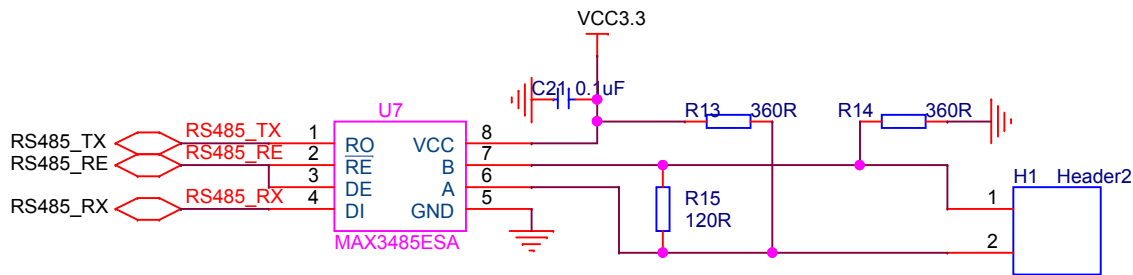 VCC3.3
C21 0.1uF
U7
R13 360R
R14 360R
RS485_TX RS485_TX 1 RO VCC 8
RS485_RE RS485_RE 2 RE B 7
3 DE A 6
RS485_RX RS485_RX 4 DI GND 5
MAX3485ESA
R15
120R
H1 Header2
1
2